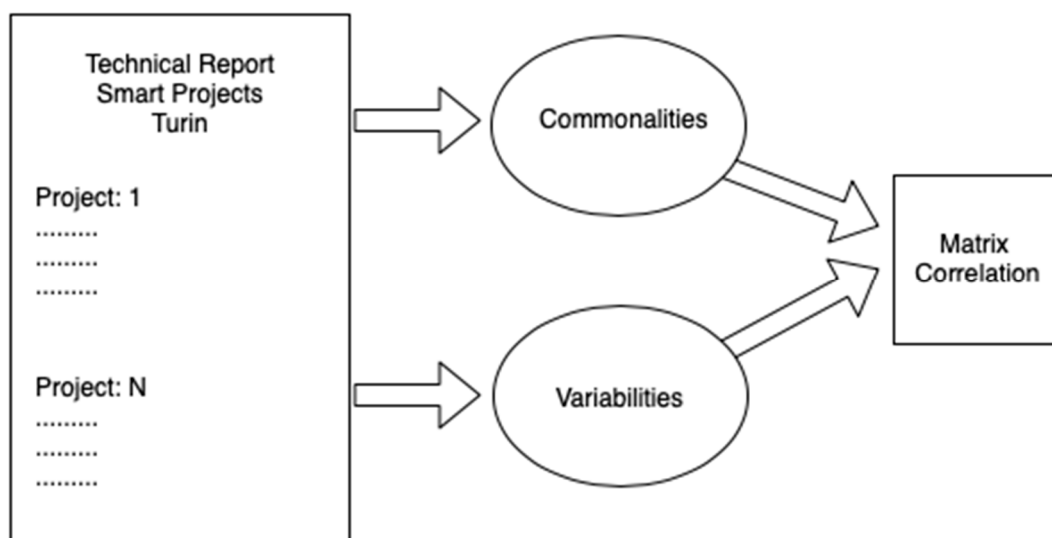 Technical Report
Smart Projects
Turin
Project: 1
.........
.........
.........
Project: N
.........
.........
.........
Commonalities
Variabilities
Matrix
Correlation